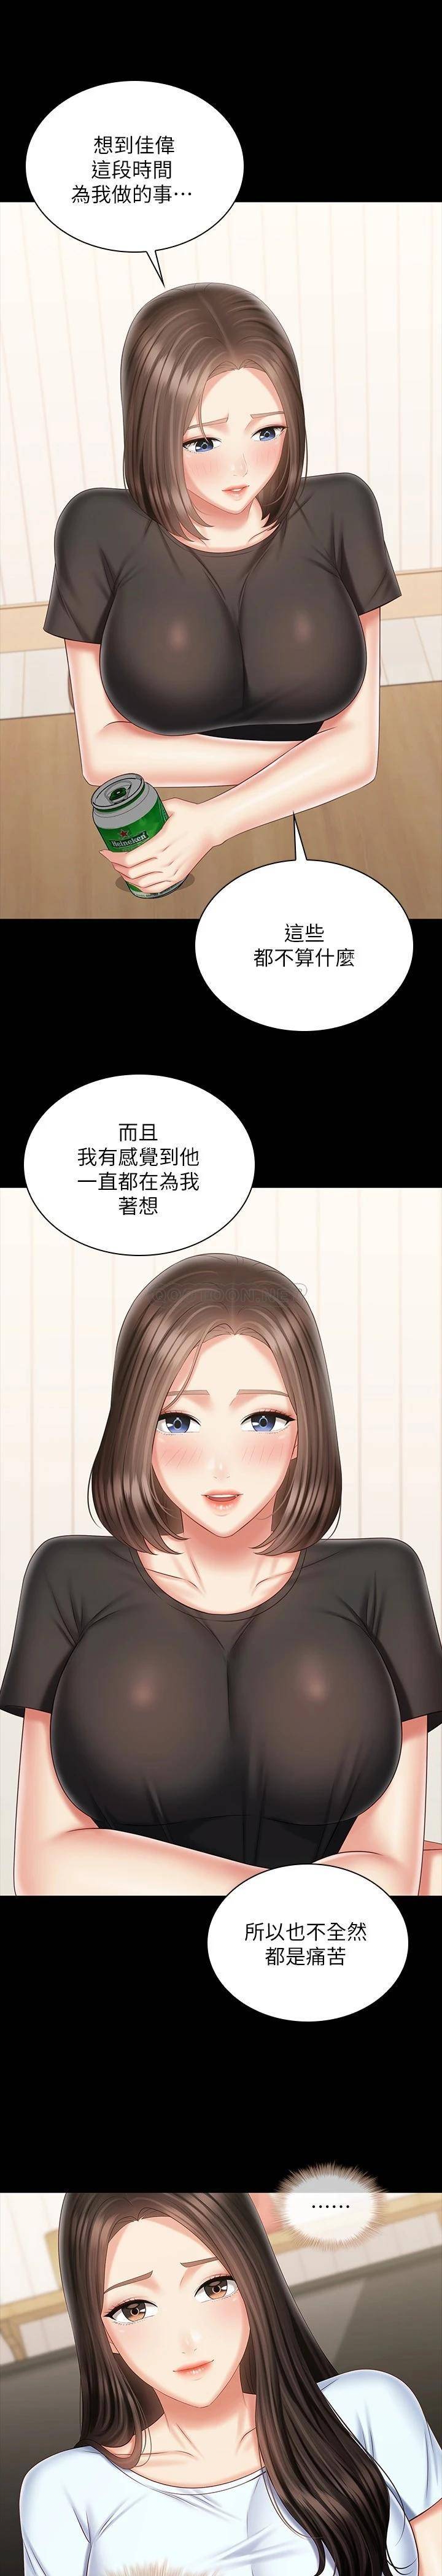 想到佳偉
這段時間
為我做的事…
Heineken
這些
都不算什麼
而且
我有感覺到他
一直都在為我
著想
所以也不全然
都是痛苦
……